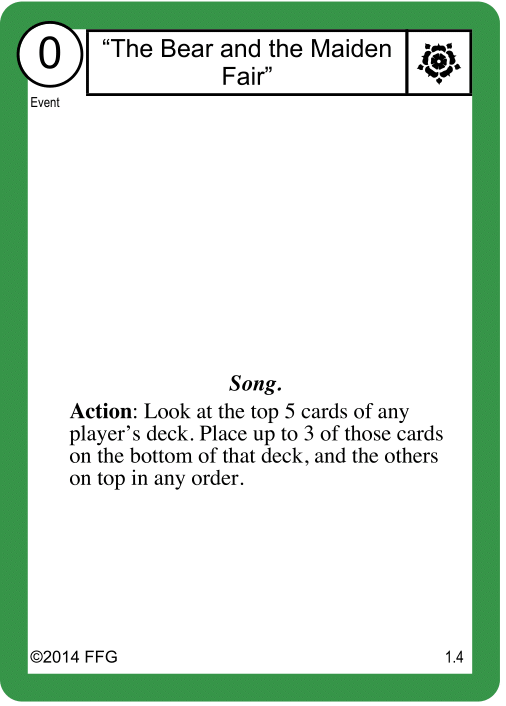 0
“The Bear and the Maiden
Fair”
Event
Song.
Action: Look at the top 5 cards of any
player’s deck. Place up to 3 of those cards
on the bottom of that deck, and the others
on top in any order.
©2014 FFG
1.4